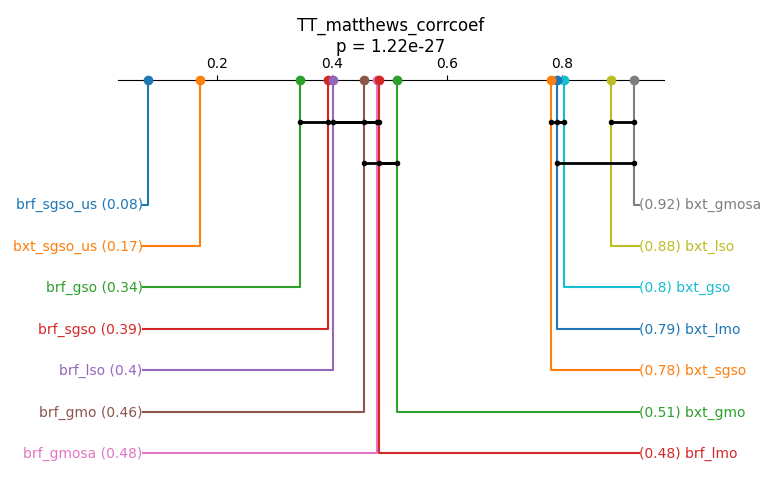 TT_matthews_corrcoef
p = 1.22e-27
0.2 0.4 0.6 0.8
brf_sgso_us (0.08) (0.92) bxt_gmosa
bxt_sgso_us (0.17) (0.88) bxt_lso
brf_gso (0.34) (0.8) bxt_gso
brf_sgso (0.39) (0.79) bxt_lmo
brf_lso (0.4) (0.78) bxt_sgso
brf_gmo (0.46) (0.51) bxt_gmo
brf_gmosa (0.48) (0.48) brf_lmo